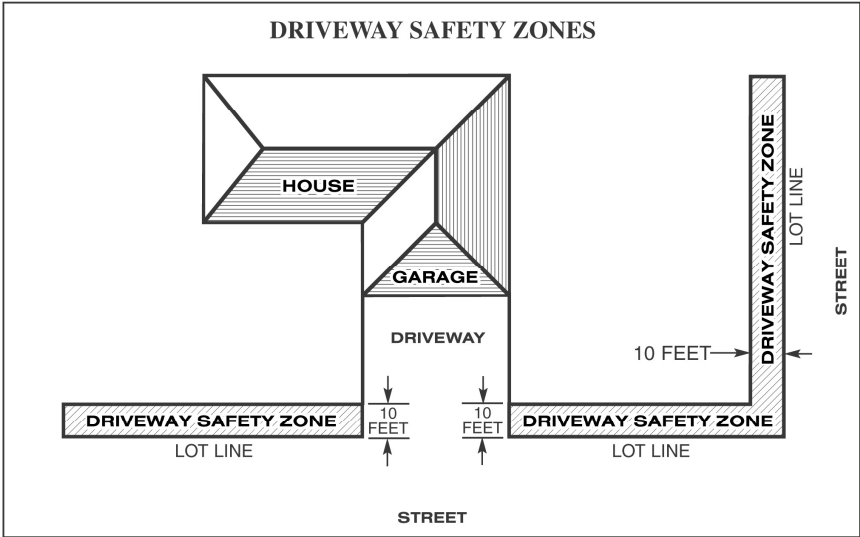 DRIVEWAY SAFETY ZONES
HOUSE
GARAGE
DRIVEWAY
DRIVEWAY SAFETY ZONE
LOT LINE
STREET
10 FEET
DRIVEWAY SAFETY ZONE
10
FEET
10
FEET
DRIVEWAY SAFETY ZONE
LOT LINE
LOT LINE
STREET